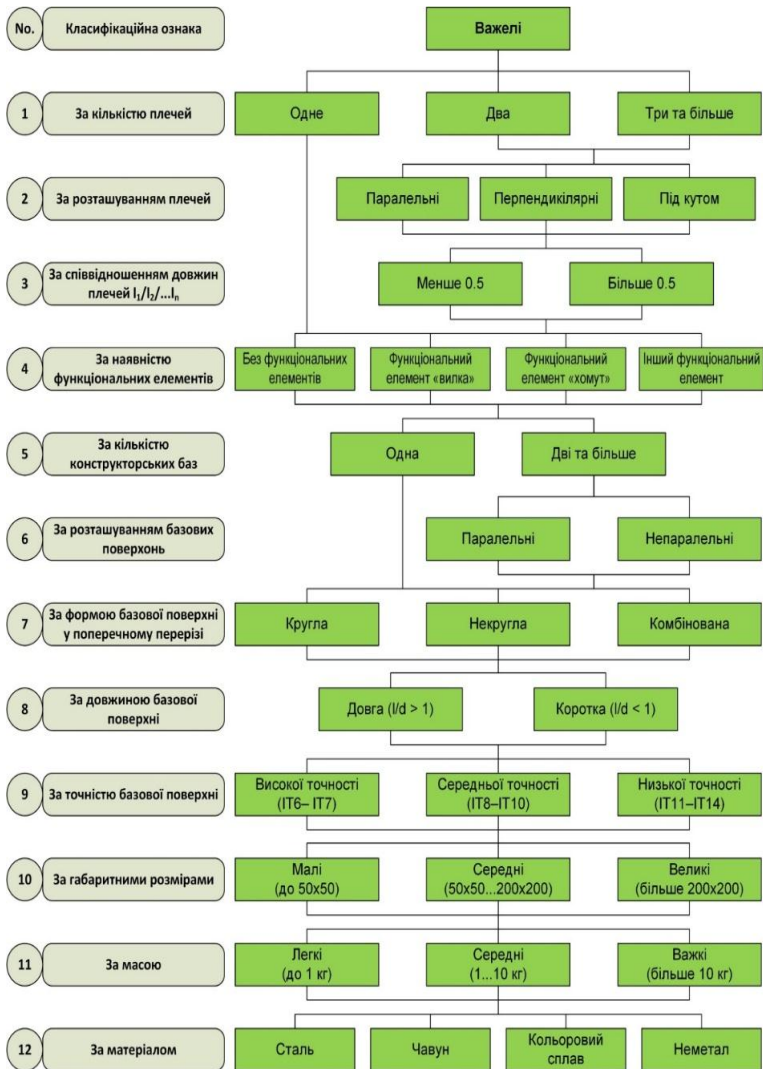 No.
Класифікаційна ознака
Важелі
1
За кількістю плечей
Одне
Два
Три та більше
2
За розташуванням плечей
Паралельні
Перпендикілярні
Під кутом
3
За співвідношенням довжин
плечей l₁/l₂/...lₙ
Менше 0.5
Більше 0.5
4
За наявністю
функціональних елементів
Без функціональних
елементів
Функціональний
елемент «вилка»
Функціональний
елемент «хомут»
Інший функціональний
елемент
5
За кількістю
конструкторських баз
Одна
Дві та більше
6
За розташуванням базових
поверхонь
Паралельні
Непаралельні
7
За формою базової поверхні
у поперечному перерізі
Кругла
Некругла
Комбінована
8
За довжиною базової
поверхні
Довга (l/d > 1)
Коротка (l/d < 1)
9
За точністю базової поверхні
Високої точності
(IT6– IT7)
Середньої точності
(IT8–IT10)
Низької точності
(IT11–IT14)
10
За габаритними розмірами
Малі
(до 50х50)
Середні
(50х50...200х200)
Великі
(більше 200х200)
11
За масою
Легкі
(до 1 кг)
Середні
(1...10 кг)
Важкі
(більше 10 кг)
12
За матеріалом
Сталь
Чавун
Кольоровий
сплав
Неметал